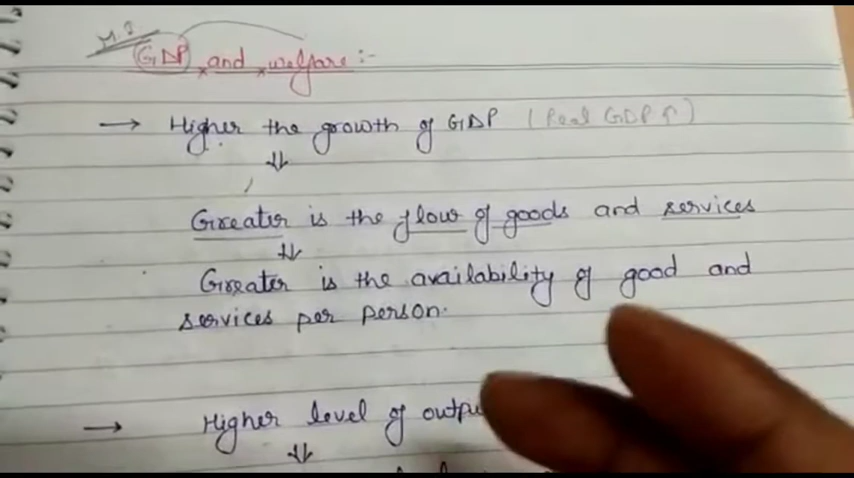 GDP and welfare :-
→ Higher the growth of GDP (Real GDP ↑)
⇓
Greater is the flow of goods and services
⇓
Greater is the availability of good and
services per person.
→ Higher level of outpu
⇓